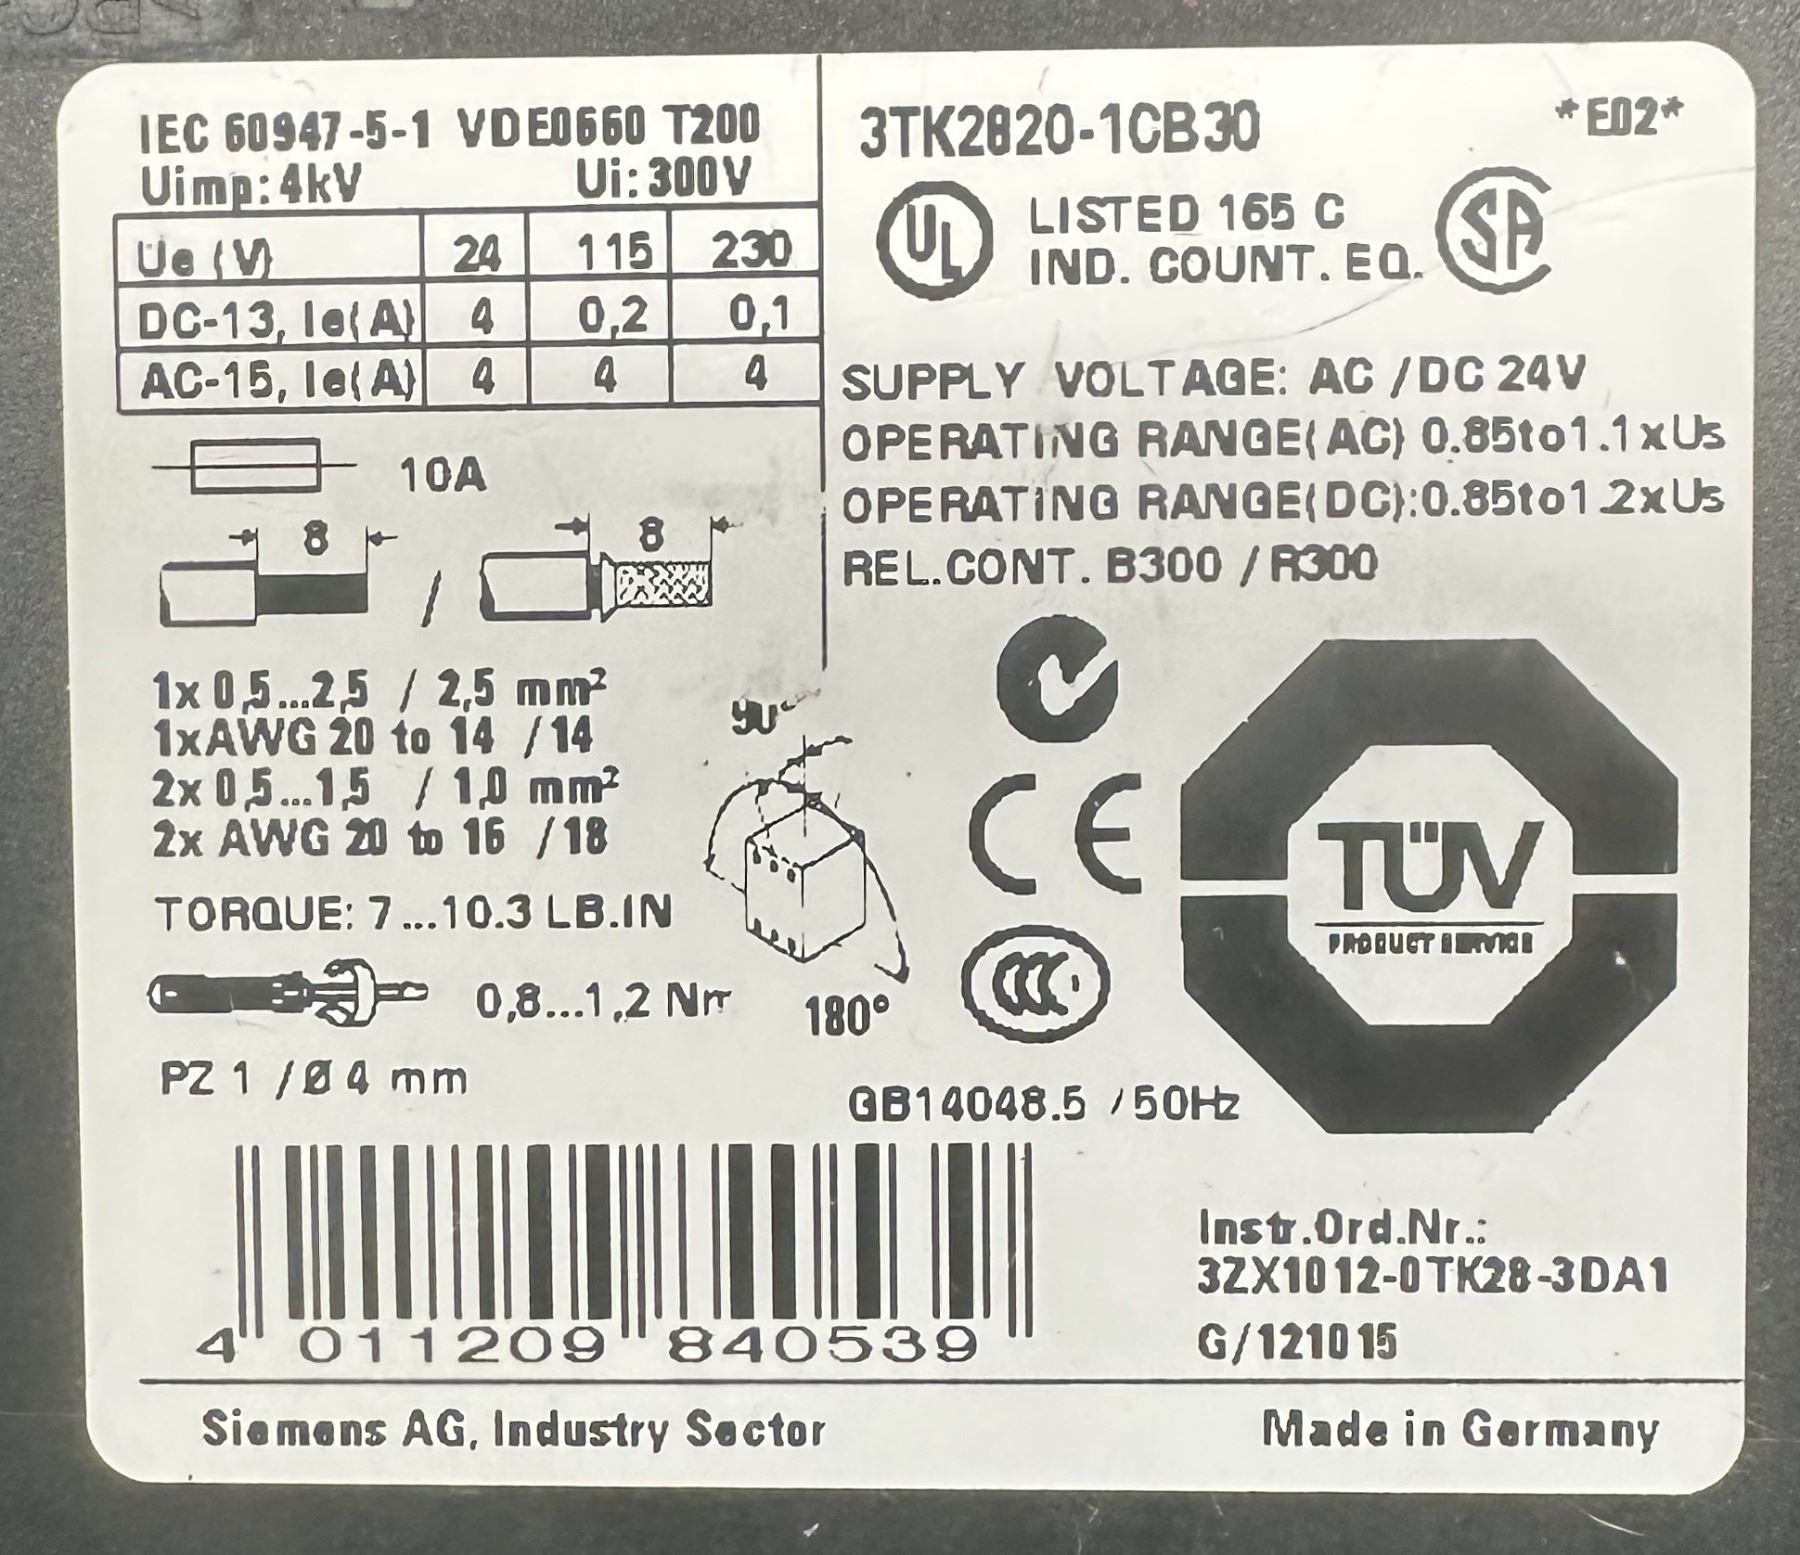 IEC 60947-5-1 VDE0660 T200
Uimp: 4kV Ui: 300V
Ue (V) 24 115 230
DC-13, Ie(A) 4 0,2 0,1
AC-15, Ie(A) 4 4 4
10A
8 / 8
1x 0,5...2,5 / 2,5 mm²
1xAWG 20 to 14 / 14
2x 0,5...1,5 / 1,0 mm²
2x AWG 20 to 16 / 18
90°
TORQUE: 7...10.3 LB.IN
0,8...1,2 Nm
180°
PZ 1 / Ø 4 mm
3TK2820-1CB30 *E02*
UL LISTED 165 C
IND. COUNT. EQ. SA
SUPPLY VOLTAGE: AC / DC 24V
OPERATING RANGE(AC) 0.85to1.1xUs
OPERATING RANGE(DC):0.85to1.2xUs
REL.CONT. B300 / R300
CE
CCC
TÜV
PRODUCT SERVICE
GB14048.5 / 50Hz
4 011209 840539
Instr.Ord.Nr.:
3ZX1012-0TK28-3DA1
G/121015
Siemens AG, Industry Sector Made in Germany